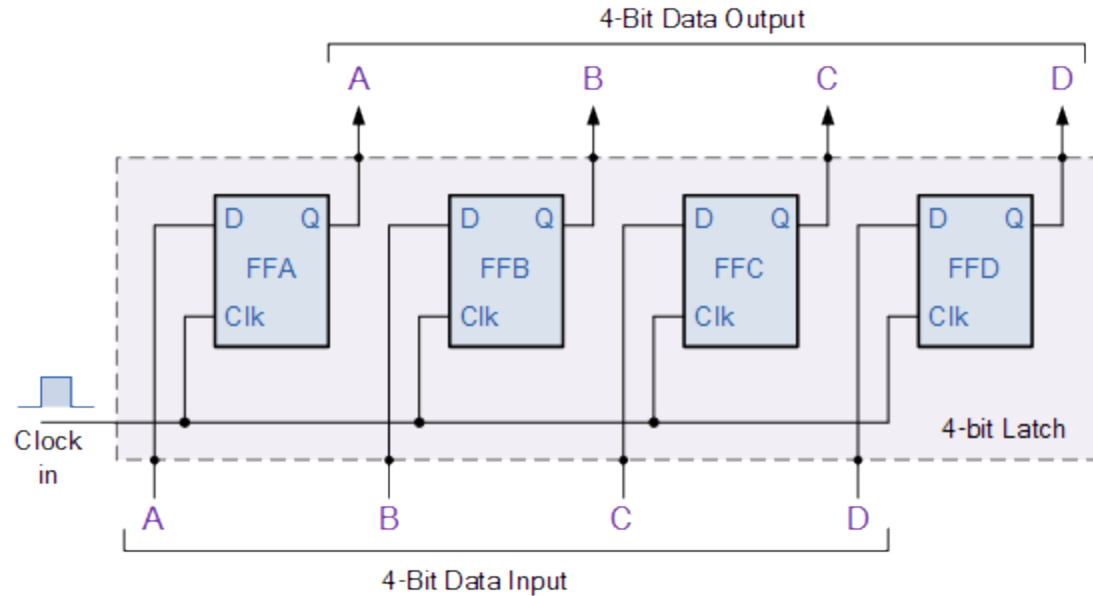 4-Bit Data Output
A B C D
D Q D Q D Q D Q
FFA FFB FFC FFD
Clk Clk Clk Clk
Clock
in
4-bit Latch
A B C D
4-Bit Data Input